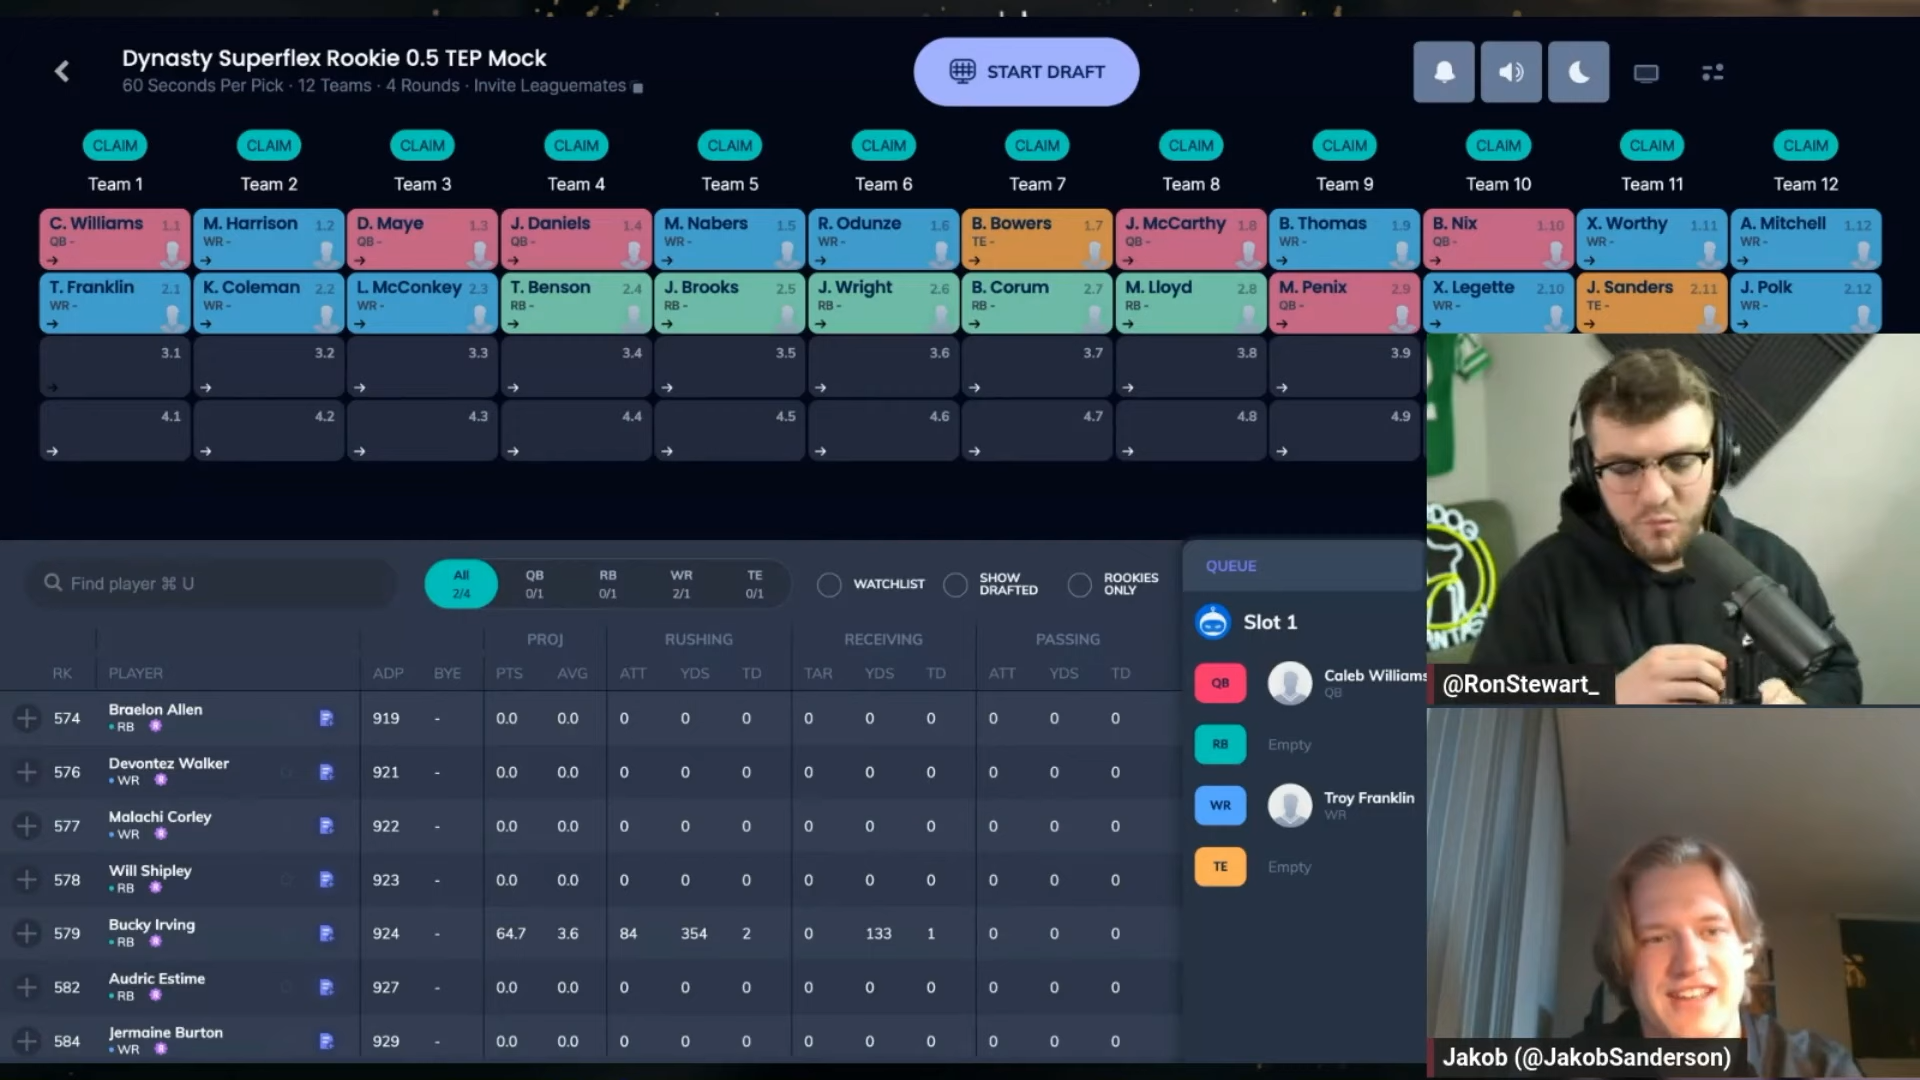 Dynasty Superflex Rookie 0.5 TEP Mock
60 Seconds Per Pick · 12 Teams · 4 Rounds · Invite Leaguemates
START DRAFT
CLAIM CLAIM CLAIM CLAIM CLAIM CLAIM CLAIM CLAIM CLAIM CLAIM CLAIM CLAIM
Team 1 Team 2 Team 3 Team 4 Team 5 Team 6 Team 7 Team 8 Team 9 Team 10 Team 11 Team 12
C. Williams 1.1 M. Harrison 1.2 D. Maye 1.3 J. Daniels 1.4 M. Nabers 1.5 R. Odunze 1.6 B. Bowers 1.7 J. McCarthy 1.8 B. Thomas 1.9 B. Nix 1.10 X. Worthy 1.11 A. Mitchell 1.12
QB - WR - QB - QB - WR - WR - TE - QB - WR - QB - WR - WR -
T. Franklin 2.1 K. Coleman 2.2 L. McConkey 2.3 T. Benson 2.4 J. Brooks 2.5 J. Wright 2.6 B. Corum 2.7 M. Lloyd 2.8 M. Penix 2.9 X. Legette 2.10 J. Sanders 2.11 J. Polk 2.12
WR - WR - WR - RB - RB - RB - RB - RB - QB - WR - TE - WR -
3.1 3.2 3.3 3.4 3.5 3.6 3.7 3.8 3.9
4.1 4.2 4.3 4.4 4.5 4.6 4.7 4.8 4.9
Find player ⌘ U
All QB RB WR TE
2/4 0/1 0/1 2/1 0/1
WATCHLIST
SHOW
DRAFTED
ROOKIES
ONLY
PROJ RUSHING RECEIVING PASSING
RK PLAYER ADP BYE PTS AVG ATT YDS TD TAR YDS TD ATT YDS TD
574 Braelon Allen 919 - 0.0 0.0 0 0 0 0 0 0 0 0 0
RB
576 Devontez Walker 921 - 0.0 0.0 0 0 0 0 0 0 0 0 0
WR
577 Malachi Corley 922 - 0.0 0.0 0 0 0 0 0 0 0 0 0
WR
578 Will Shipley 923 - 0.0 0.0 0 0 0 0 0 0 0 0 0
RB
579 Bucky Irving 924 - 64.7 3.6 84 354 2 0 133 1 0 0 0
RB
582 Audric Estime 927 - 0.0 0.0 0 0 0 0 0 0 0 0 0
RB
584 Jermaine Burton 929 - 0.0 0.0 0 0 0 0 0 0 0 0 0
WR
QUEUE
Slot 1
QB Caleb Williams
QB
RB Empty
WR Troy Franklin
WR
TE Empty
@RonStewart_
Jakob (@JakobSanderson)